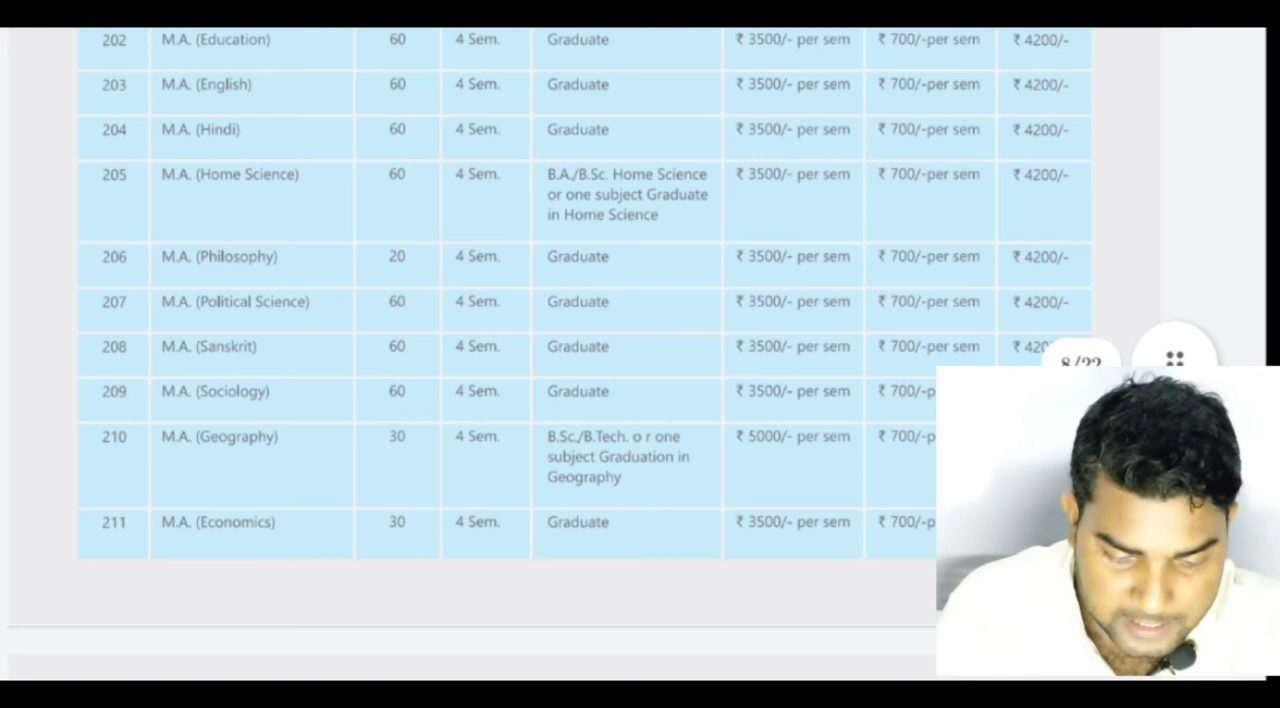 202 M.A. (Education) 60 4 Sem. Graduate ₹ 3500/- per sem ₹ 700/-per sem ₹ 4200/-
203 M.A. (English) 60 4 Sem. Graduate ₹ 3500/- per sem ₹ 700/-per sem ₹ 4200/-
204 M.A. (Hindi) 60 4 Sem. Graduate ₹ 3500/- per sem ₹ 700/-per sem ₹ 4200/-
205 M.A. (Home Science) 60 4 Sem. B.A./B.Sc. Home Science ₹ 3500/- per sem ₹ 700/-per sem ₹ 4200/-
or one subject Graduate
in Home Science
206 M.A. (Philosophy) 20 4 Sem. Graduate ₹ 3500/- per sem ₹ 700/-per sem ₹ 4200/-
207 M.A. (Political Science) 60 4 Sem. Graduate ₹ 3500/- per sem ₹ 700/-per sem ₹ 4200/-
208 M.A. (Sanskrit) 60 4 Sem. Graduate ₹ 3500/- per sem ₹ 700/-per sem ₹ 420
8/22
209 M.A. (Sociology) 60 4 Sem. Graduate ₹ 3500/- per sem ₹ 700/-p
210 M.A. (Geography) 30 4 Sem. B.Sc./B.Tech. o r one ₹ 5000/- per sem ₹ 700/-p
subject Graduation in
Geography
211 M.A. (Economics) 30 4 Sem. Graduate ₹ 3500/- per sem ₹ 700/-p